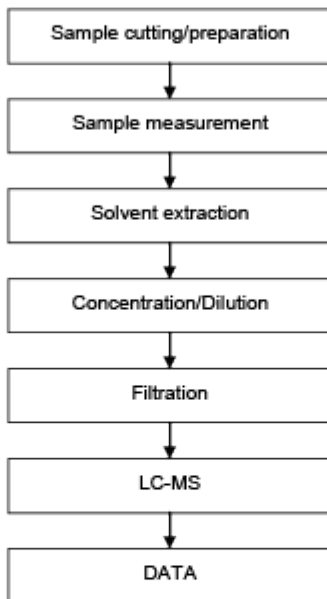 Sample cutting/preparation
Sample measurement
Solvent extraction
Concentration/Dilution
Filtration
LC-MS
DATA